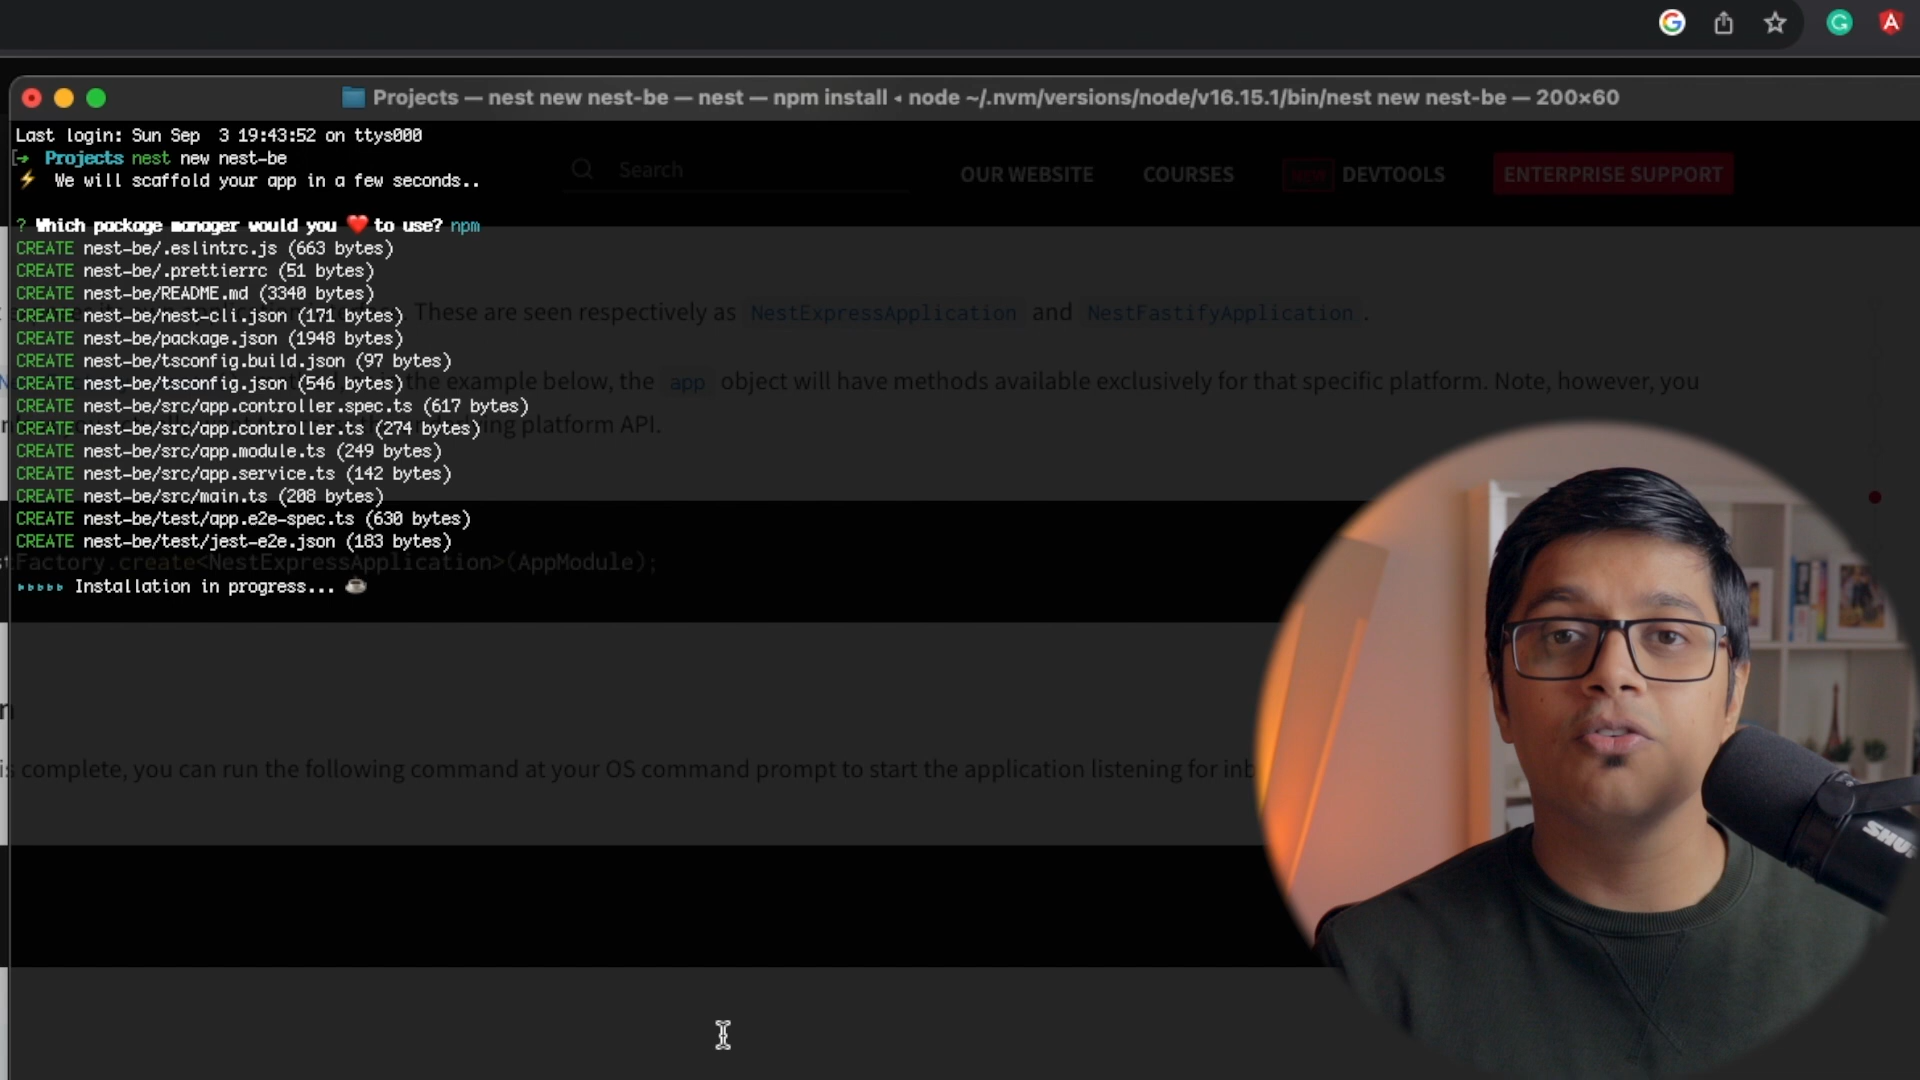 Projects — nest new nest-be — nest — npm install ◂ node ~/.nvm/versions/node/v16.15.1/bin/nest new nest-be — 200×60
Last login: Sun Sep  3 19:43:52 on ttys000
Projects nest new nest-be
We will scaffold your app in a few seconds..
Search
OUR WEBSITE
COURSES
NEW
DEVTOOLS
ENTERPRISE SUPPORT
? Which package manager would you ❤️ to use? npm
CREATE nest-be/.eslintrc.js (663 bytes)
CREATE nest-be/.prettierrc (51 bytes)
CREATE nest-be/README.md (3340 bytes)
CREATE nest-be/nest-cli.json (171 bytes)
. These are seen respectively as NestExpressApplication and NestFastifyApplication .
CREATE nest-be/package.json (1948 bytes)
CREATE nest-be/tsconfig.build.json (97 bytes)
CREATE nest-be/tsconfig.json (546 bytes)
the example below, the app object will have methods available exclusively for that specific platform. Note, however, you
CREATE nest-be/src/app.controller.spec.ts (617 bytes)
CREATE nest-be/src/app.controller.ts (274 bytes)
platform API.
CREATE nest-be/src/app.module.ts (249 bytes)
CREATE nest-be/src/app.service.ts (142 bytes)
CREATE nest-be/src/main.ts (208 bytes)
CREATE nest-be/test/app.e2e-spec.ts (630 bytes)
CREATE nest-be/test/jest-e2e.json (183 bytes)
tFactory.create<NestExpressApplication>(AppModule);
▹▹▹▹▹ Installation in progress... ☕
is complete, you can run the following command at your OS command prompt to start the application listening for inb
SHU